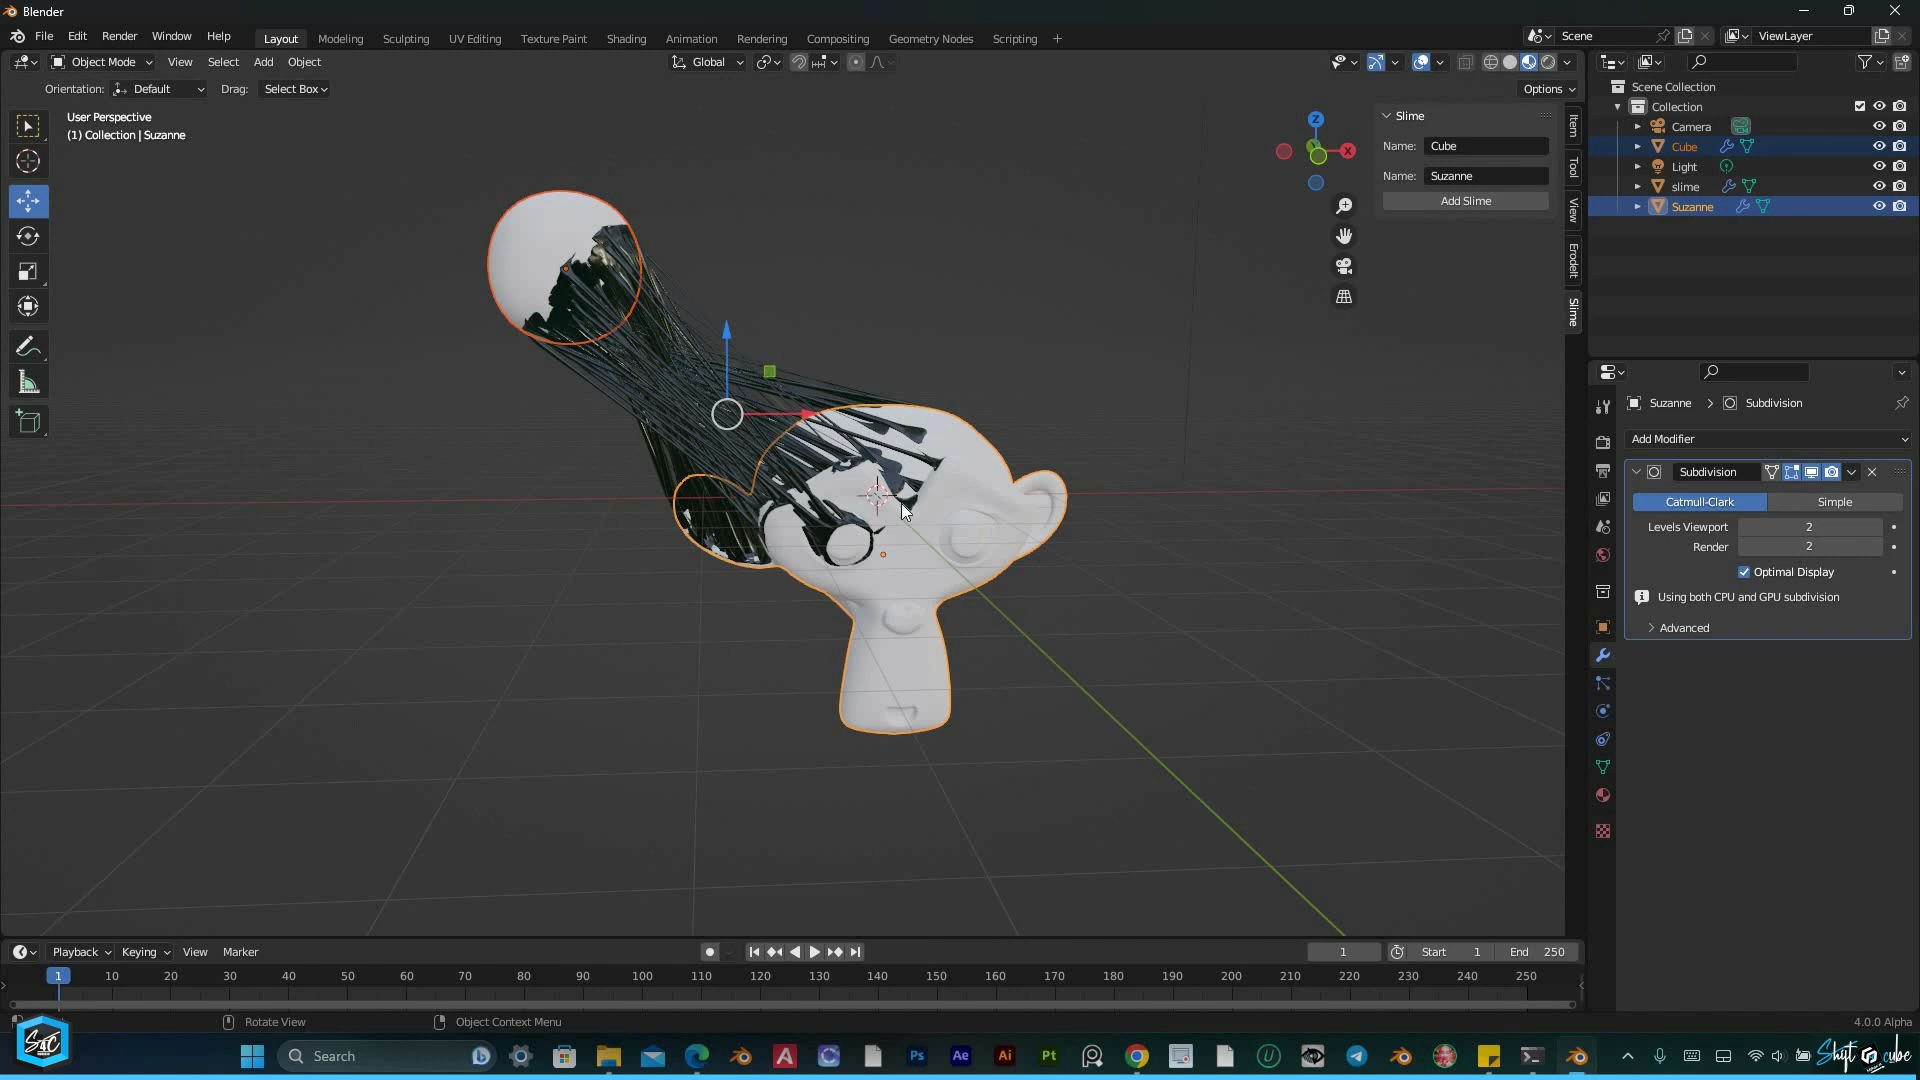 Blender
File Edit Render Window Help
Layout Modeling Sculpting UV Editing Texture Paint Shading Animation Rendering Compositing Geometry Nodes Scripting +
Scene
ViewLayer
Object Mode View Select Add Object
Global
Orientation: Default Drag: Select Box
Options
User Perspective
(1) Collection | Suzanne
Z
X
Slime
Name: Cube
Name: Suzanne
Add Slime
Item
Tool
View
Erodelt
Slime
Scene Collection
Collection
Camera
Cube
Light
slime
Suzanne
Suzanne > Subdivision
Add Modifier
Subdivision
Catmull-Clark Simple
Levels Viewport 2
Render 2
Optimal Display
Using both CPU and GPU subdivision
Advanced
Playback Keying View Marker
1 Start 1 End 250
1 10 20 30 40 50 60 70 80 90 100 110 120 130 140 150 160 170 180 190 200 210 220 230 240 250
Rotate View Object Context Menu
4.0.0 Alpha
S4C
Search
Ps Ae Ai Pt